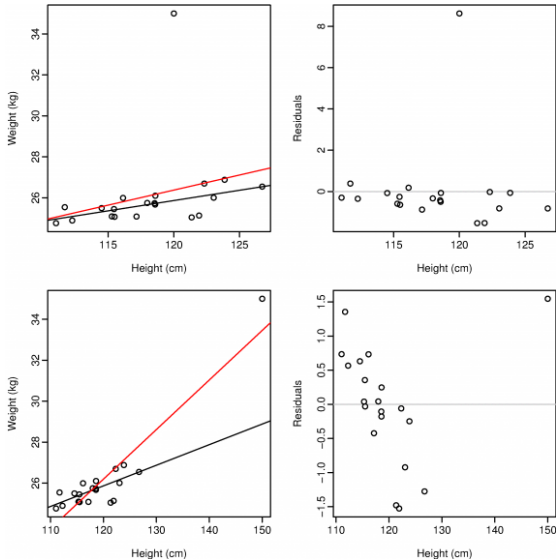 Weight (kg)
26 28 30 32 34
115 120 125
Height (cm)
Residuals
0 2 4 6 8
115 120 125
Height (cm)
Weight (kg)
26 28 30 32 34
110 120 130 140 150
Height (cm)
Residuals
−1.5 −1.0 −0.5 0.0 0.5 1.0 1.5
110 120 130 140 150
Height (cm)